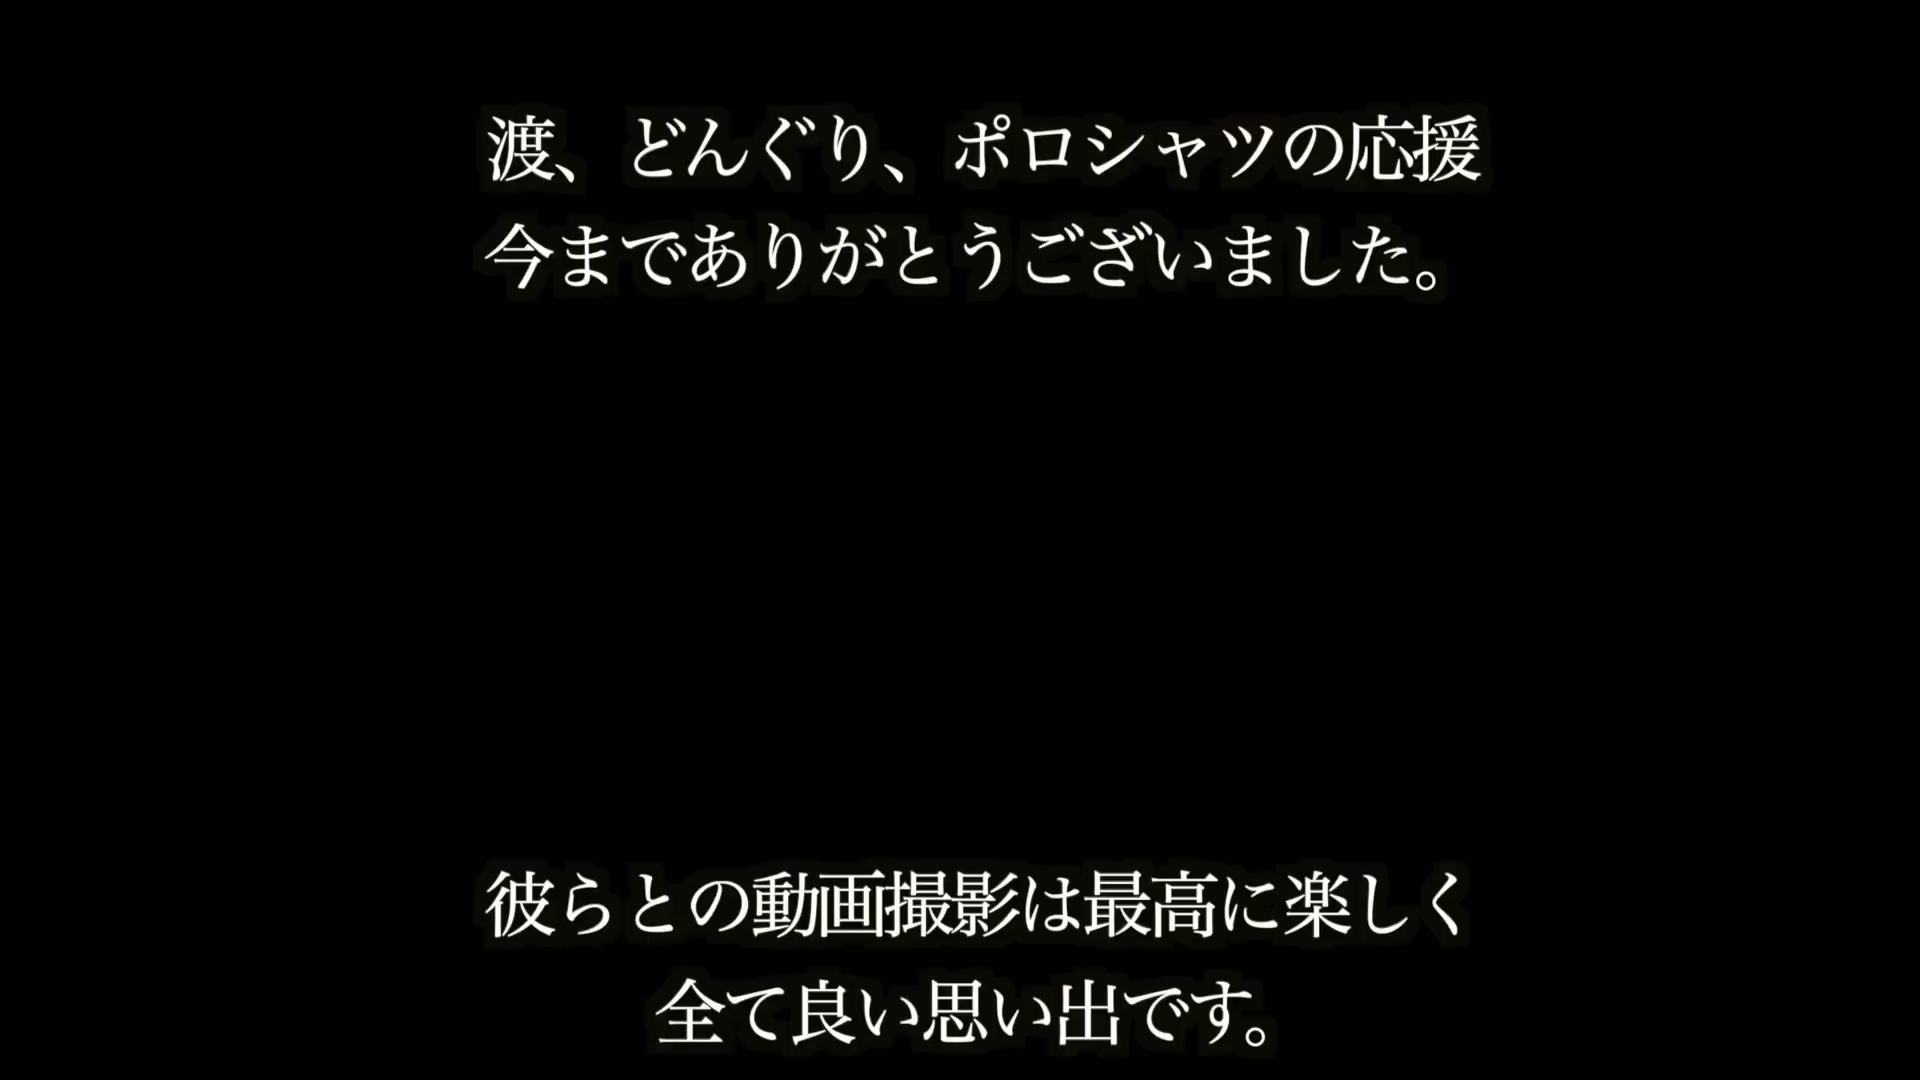 渡、どんぐり、ポロシャツの応援
今までありがとうございました。
彼らとの動画撮影は最高に楽しく
全て良い思い出です。